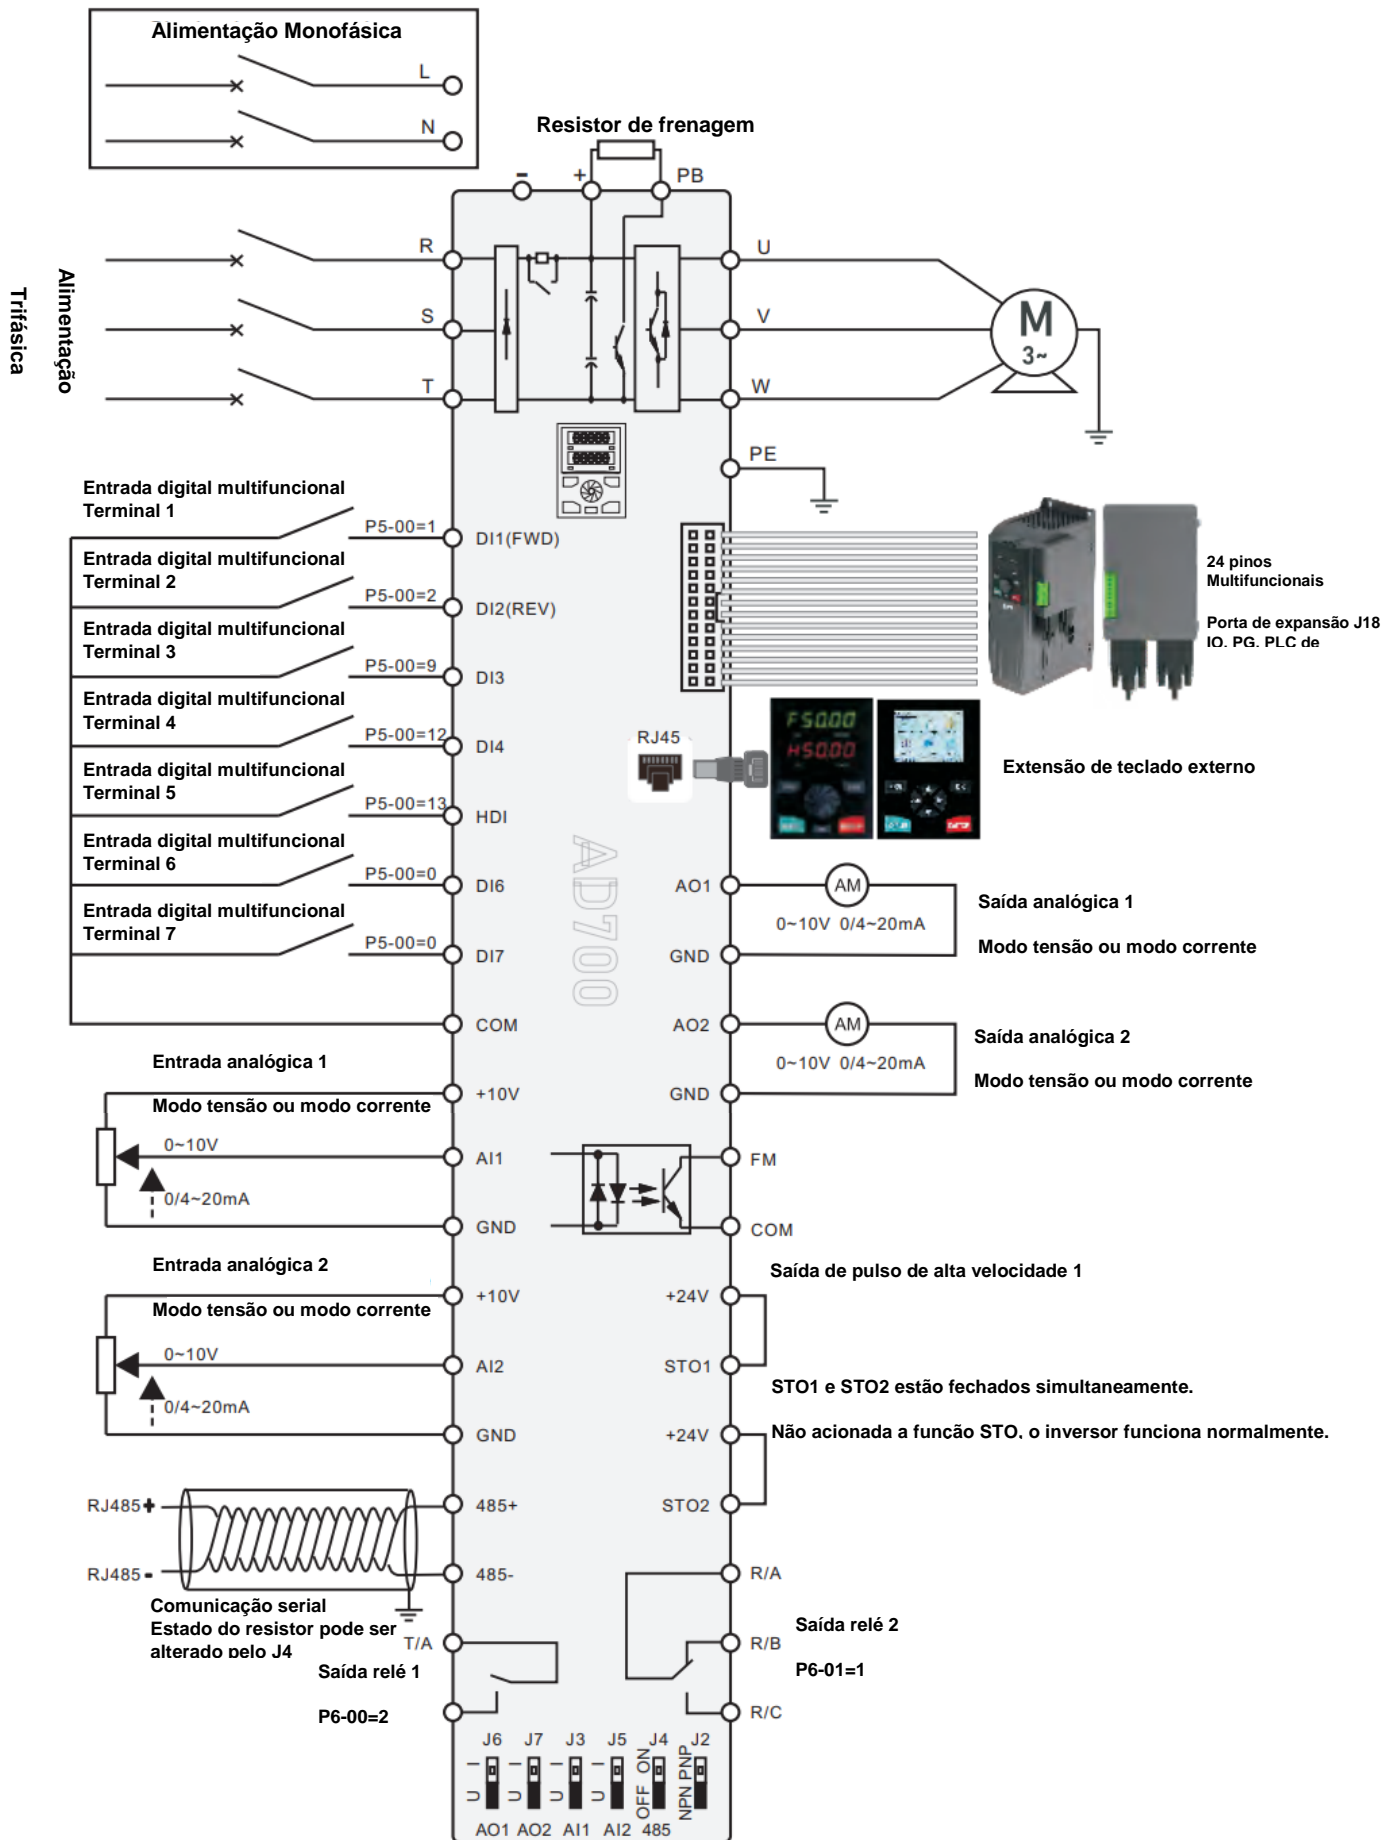 Alimentação Monofásica
L
N
Resistor de frenagem
-
+
PB
Alimentação
Trifásica
R
S
T
U
V
W
M
3~
PE
Entrada digital multifuncional
Terminal 1
P5-00=1
DI1(FWD)
Entrada digital multifuncional
Terminal 2
P5-00=2
DI2(REV)
Entrada digital multifuncional
Terminal 3
P5-00=9
DI3
Entrada digital multifuncional
Terminal 4
P5-00=12
DI4
Entrada digital multifuncional
Terminal 5
P5-00=13
HDI
Entrada digital multifuncional
Terminal 6
P5-00=0
DI6
Entrada digital multifuncional
Terminal 7
P5-00=0
DI7
COM
24 pinos
Multifuncionais
Porta de expansão J18
IO, PG, PLC de
RJ45
F50.00
H50.00
Extensão de teclado externo
AD700
AO1
AM
0~10V 0/4~20mA
GND
Saída analógica 1
Modo tensão ou modo corrente
AO2
AM
0~10V 0/4~20mA
GND
Saída analógica 2
Modo tensão ou modo corrente
Entrada analógica 1
+10V
Modo tensão ou modo corrente
0~10V
AI1
0/4~20mA
GND
FM
COM
Saída de pulso de alta velocidade 1
Entrada analógica 2
+10V
Modo tensão ou modo corrente
0~10V
AI2
0/4~20mA
GND
+24V
STO1
STO1 e STO2 estão fechados simultaneamente.
Não acionada a função STO, o inversor funciona normalmente.
+24V
STO2
RJ485+
485+
RJ485-
485-
Comunicação serial
Estado do resistor pode ser
alterado pelo J4
T/A
Saída relé 1
P6-00=2
R/A
R/B
R/C
Saída relé 2
P6-01=1
J6 J7 J3 J5 J4 J2
U I
U I
U I
U I
OFF ON
NPN PNP
AO1 AO2 AI1 AI2 485